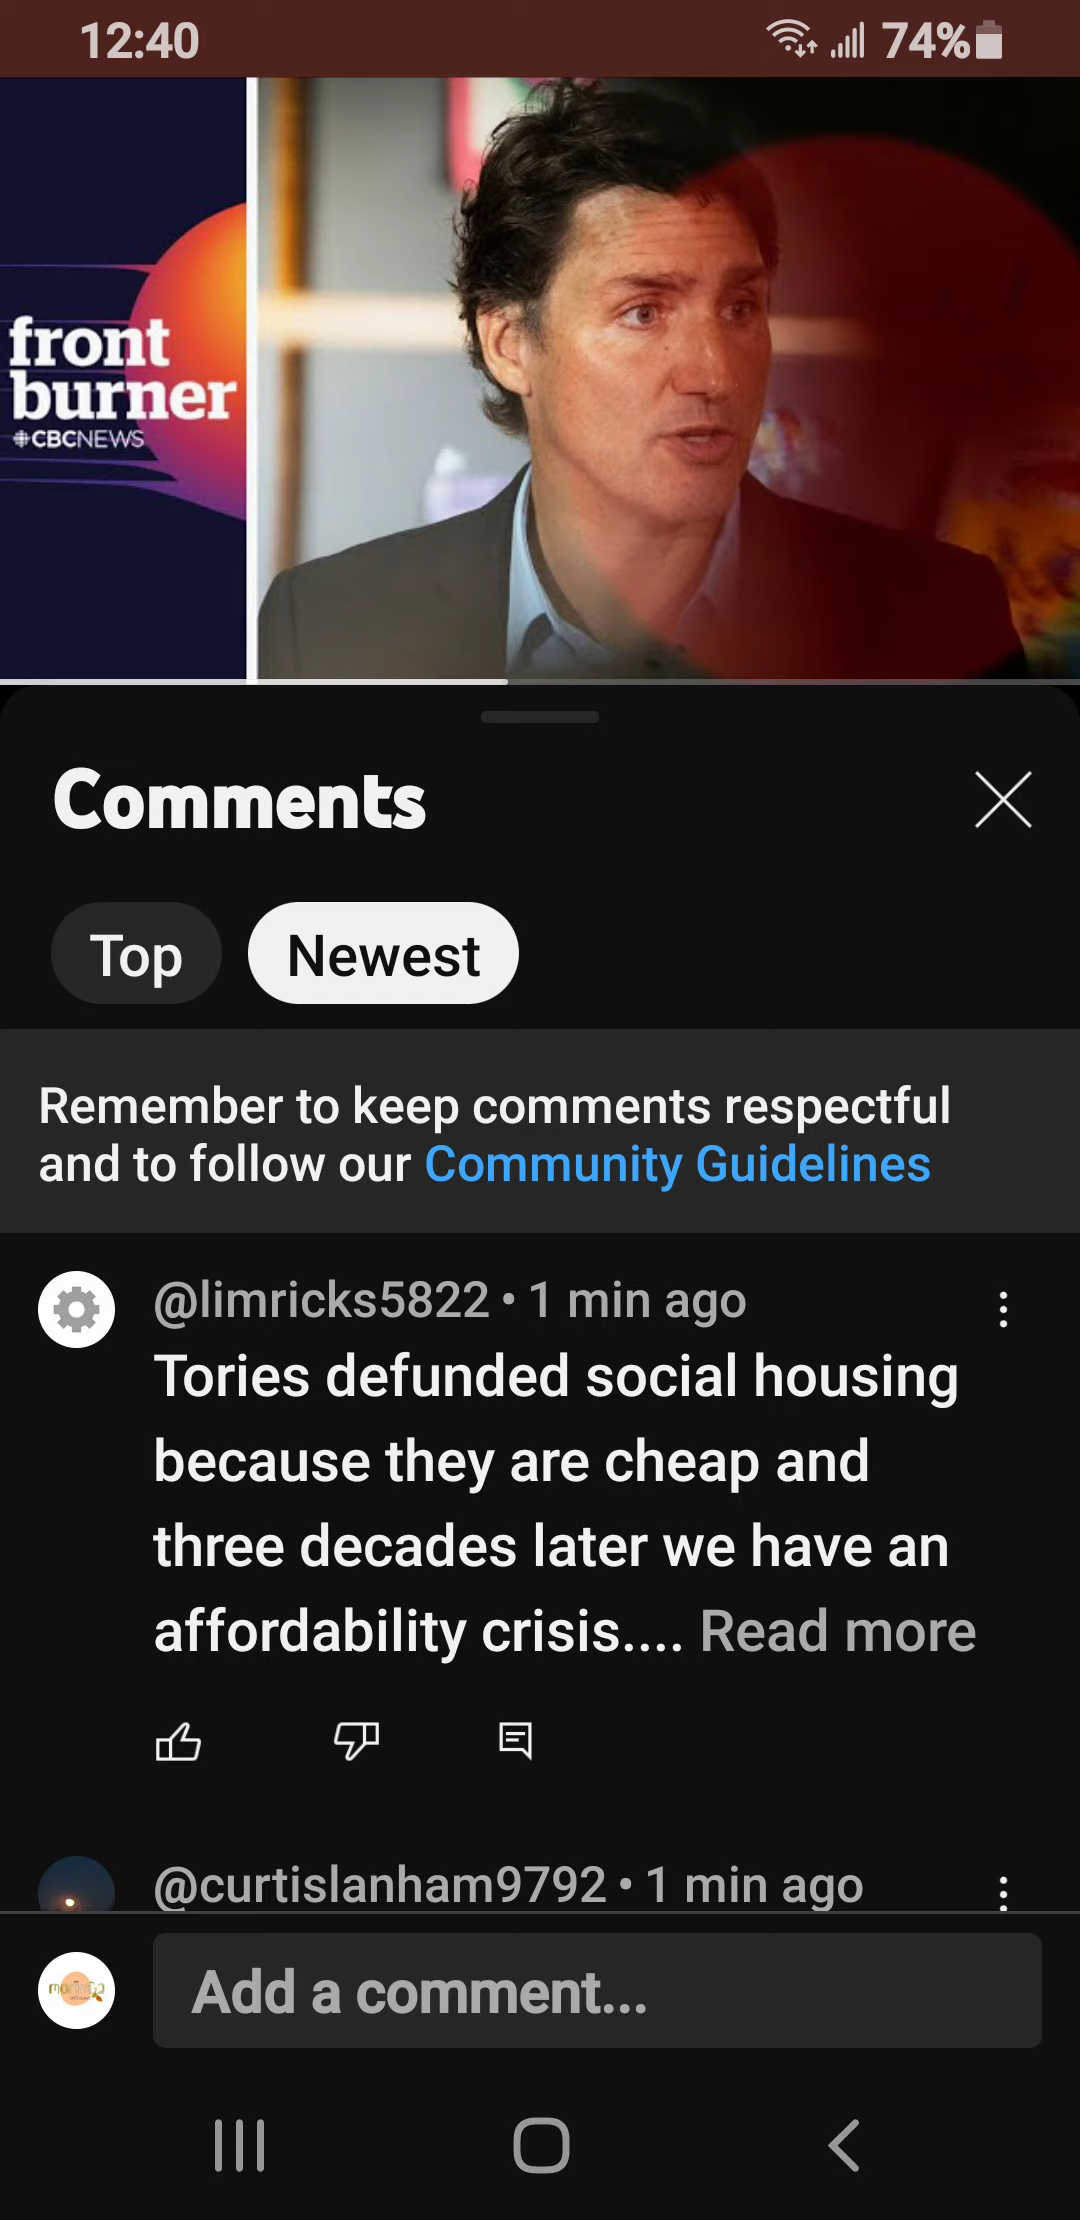 12:40
74%
front
burner
CBCNEWS
Comments
Top
Newest
Remember to keep comments respectful
and to follow our Community Guidelines
@limricks5822 • 1 min ago
Tories defunded social housing
because they are cheap and
three decades later we have an
affordability crisis.... Read more
@curtislanham9792 • 1 min ago
Add a comment...